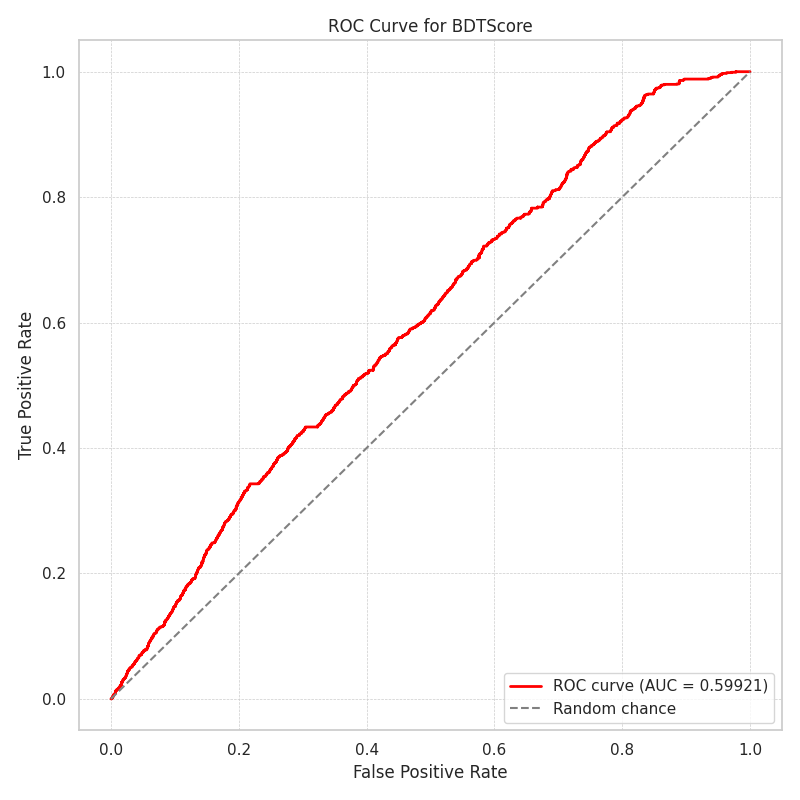 ROC Curve for BDTScore
True Positive Rate
1.0
0.8
0.6
0.4
0.2
0.0
ROC curve (AUC = 0.59921)
Random chance
0.0 0.2 0.4 0.6 0.8 1.0
False Positive Rate